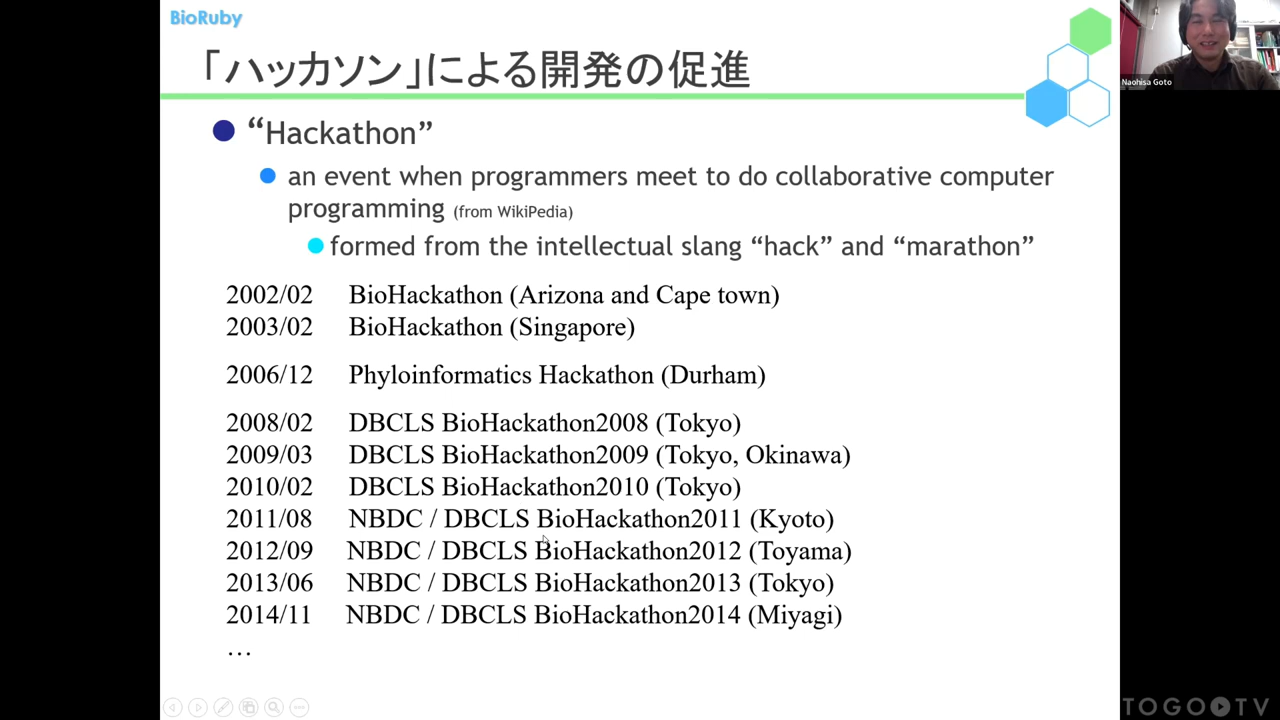 BioRuby
「ハッカソン」による開発の促進
“Hackathon”
an event when programmers meet to do collaborative computer
programming (from WikiPedia)
formed from the intellectual slang “hack” and “marathon”
2002/02 BioHackathon (Arizona and Cape town)
2003/02 BioHackathon (Singapore)
2006/12 Phyloinformatics Hackathon (Durham)
2008/02 DBCLS BioHackathon2008 (Tokyo)
2009/03 DBCLS BioHackathon2009 (Tokyo, Okinawa)
2010/02 DBCLS BioHackathon2010 (Tokyo)
2011/08 NBDC / DBCLS BioHackathon2011 (Kyoto)
2012/09 NBDC / DBCLS BioHackathon2012 (Toyama)
2013/06 NBDC / DBCLS BioHackathon2013 (Tokyo)
2014/11 NBDC / DBCLS BioHackathon2014 (Miyagi)
…
Naohisa Goto
TOGO TV